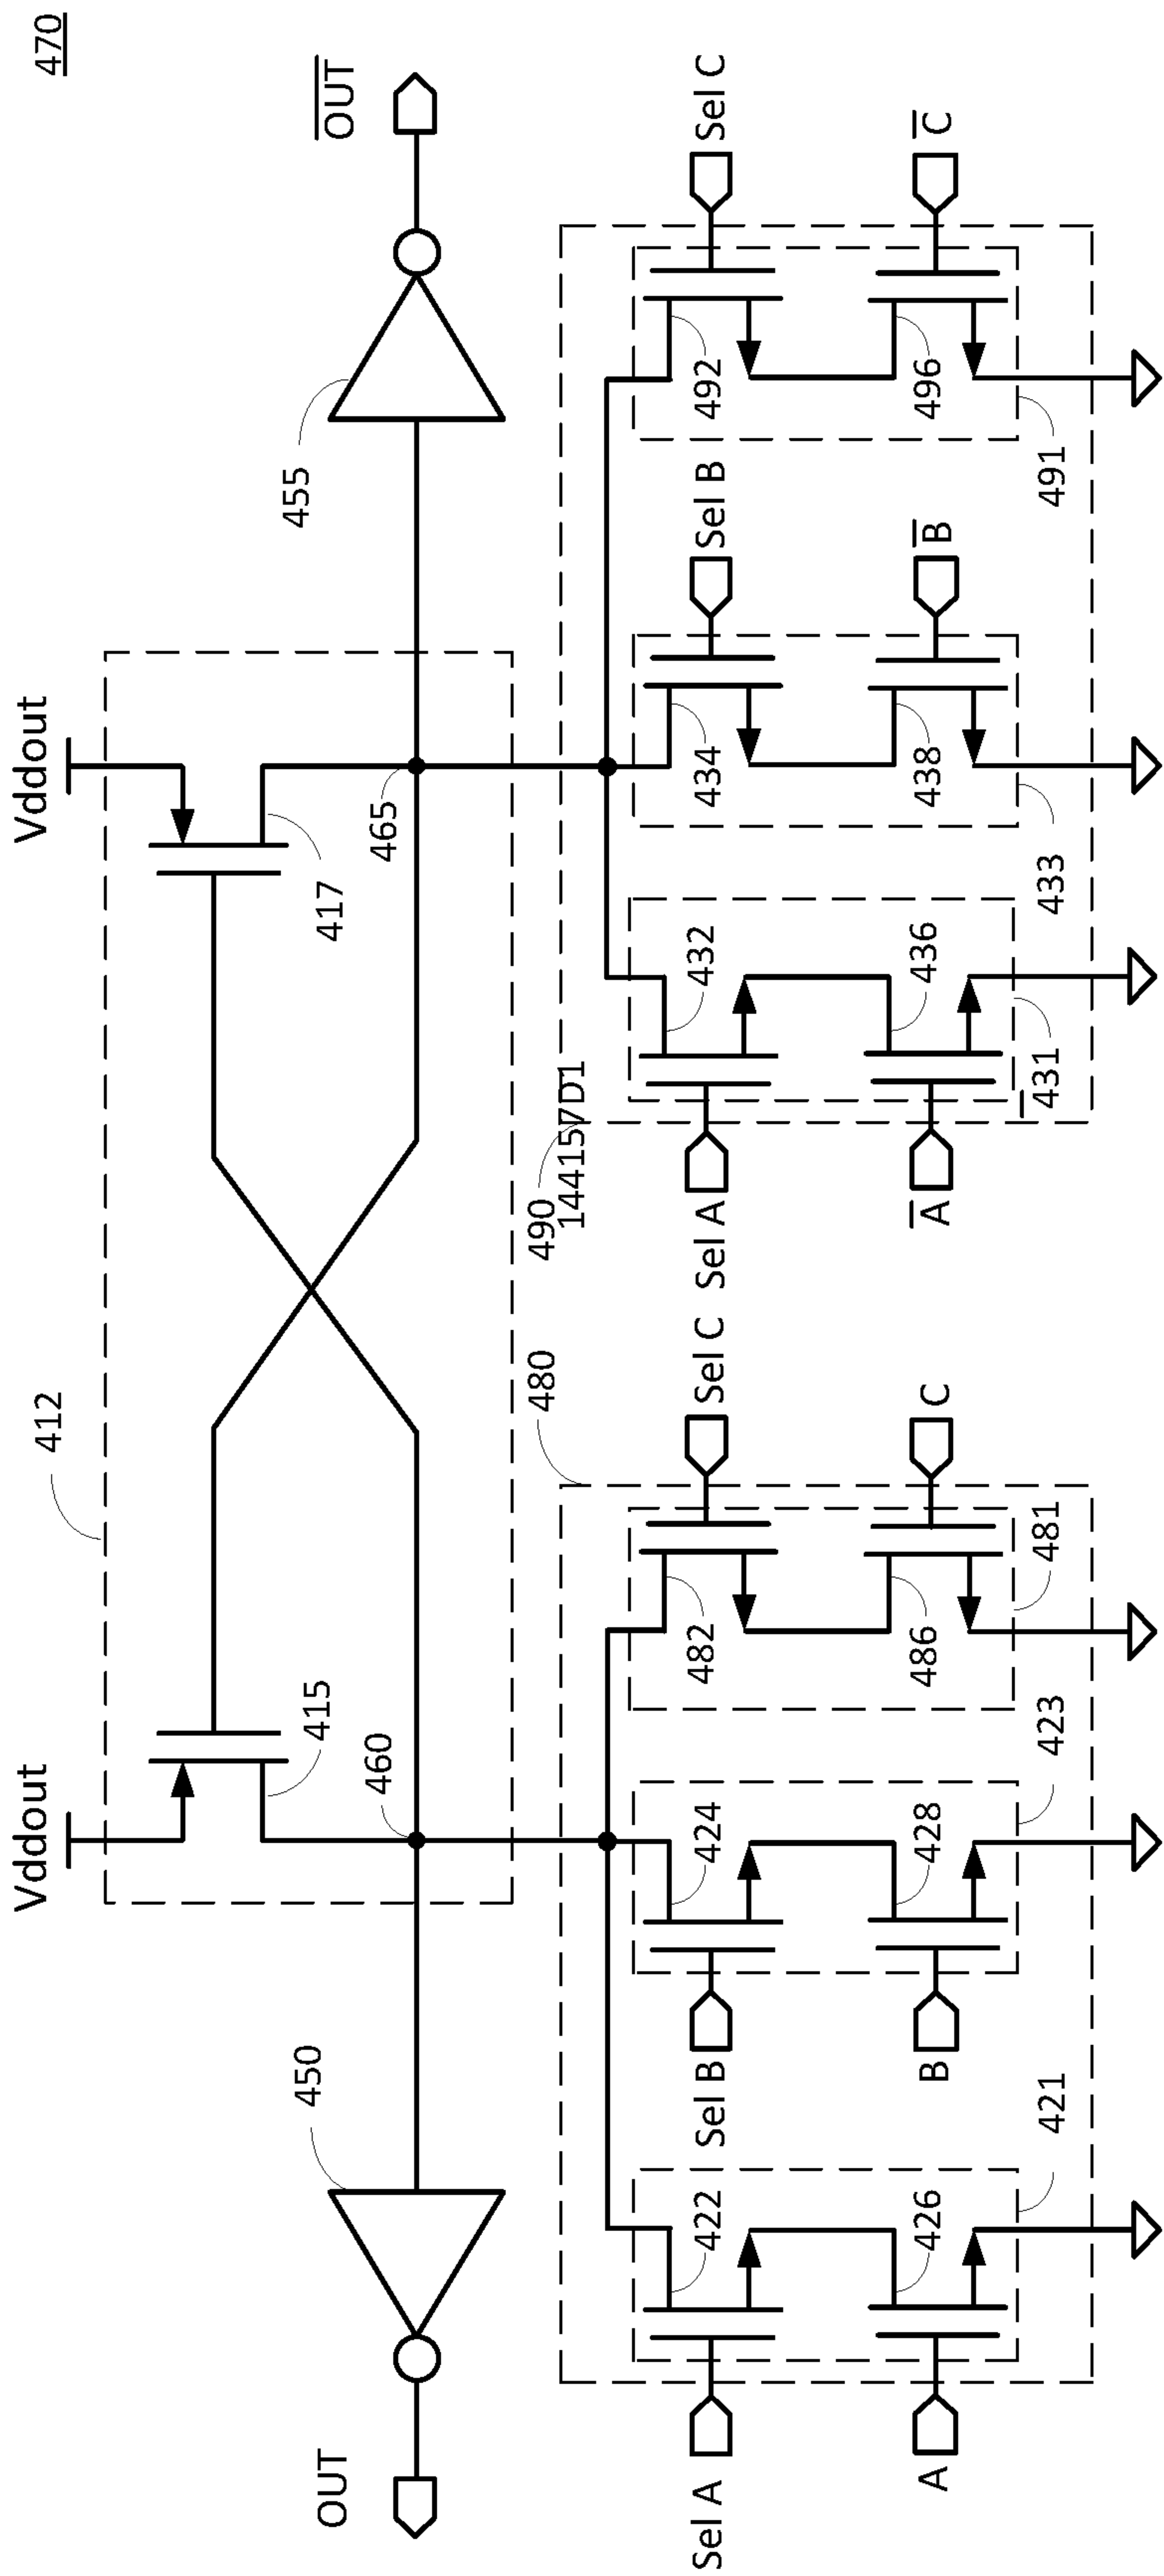 470
Vddout
Vddout
412
415
417
460
465
450
455
OUT
O̅U̅T̅
480
490
144157D1
Sel A
422
Sel B
424
482
Sel C
Sel A
432
434
Sel B
492
Sel C
A
426
B
428
486
C
A̅
436
438
B̅
496
C̅
421
423
481
431
433
491